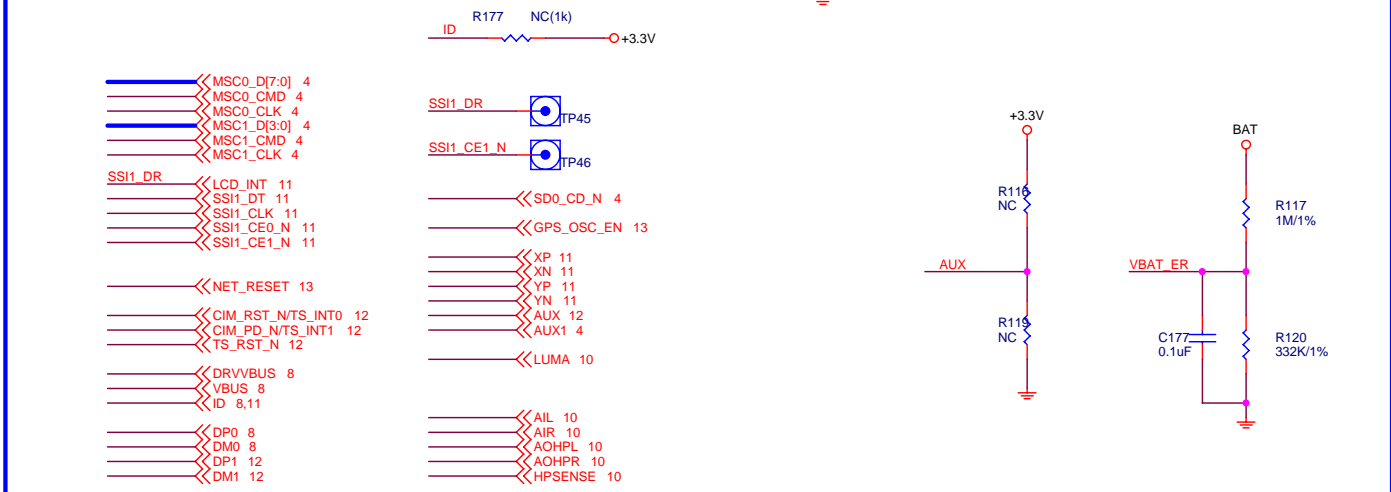 R177 NC(1k)
ID
+3.3V
MSC0_D[7:0] 4
MSC0_CMD 4
MSC0_CLK 4
MSC1_D[3:0] 4
MSC1_CMD 4
MSC1_CLK 4
SSI1_DR
LCD_INT 11
SSI1_DT 11
SSI1_CLK 11
SSI1_CE0_N 11
SSI1_CE1_N 11
NET_RESET 13
CIM_RST_N/TS_INT0 12
CIM_PD_N/TS_INT1 12
TS_RST_N 12
DRVVBUS 8
VBUS 8
ID 8,11
DP0 8
DM0 8
DP1 12
DM1 12
SSI1_DR
TP45
SSI1_CE1_N
TP46
SD0_CD_N 4
GPS_OSC_EN 13
XP 11
XN 11
YP 11
YN 11
AUX 12
AUX1 4
LUMA 10
AIL 10
AIR 10
AOHPL 10
AOHPR 10
HPSENSE 10
+3.3V
R116
NC
AUX
R119
NC
BAT
R117
1M/1%
VBAT_ER
C177
0.1uF
R120
332K/1%